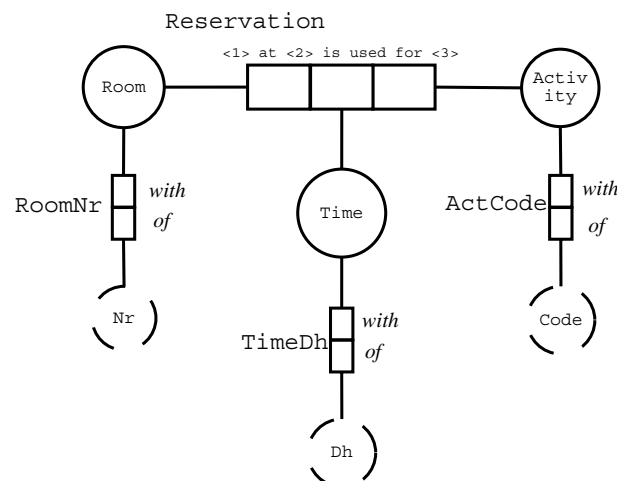 Reservation
<1> at <2> is used for <3>
Room
Activ
ity
RoomNr
with
of
Time
ActCode
with
of
Nr
TimeDh
with
of
Code
Dh